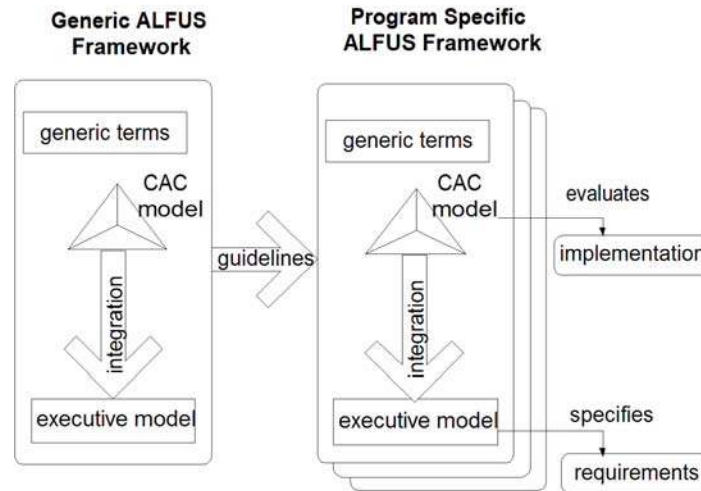 Generic ALFUS
Framework
generic terms
CAC
model
integration
executive model
guidelines
Program Specific
ALFUS Framework
generic terms
CAC
model
integration
executive model
evaluates
implementation
specifies
requirements